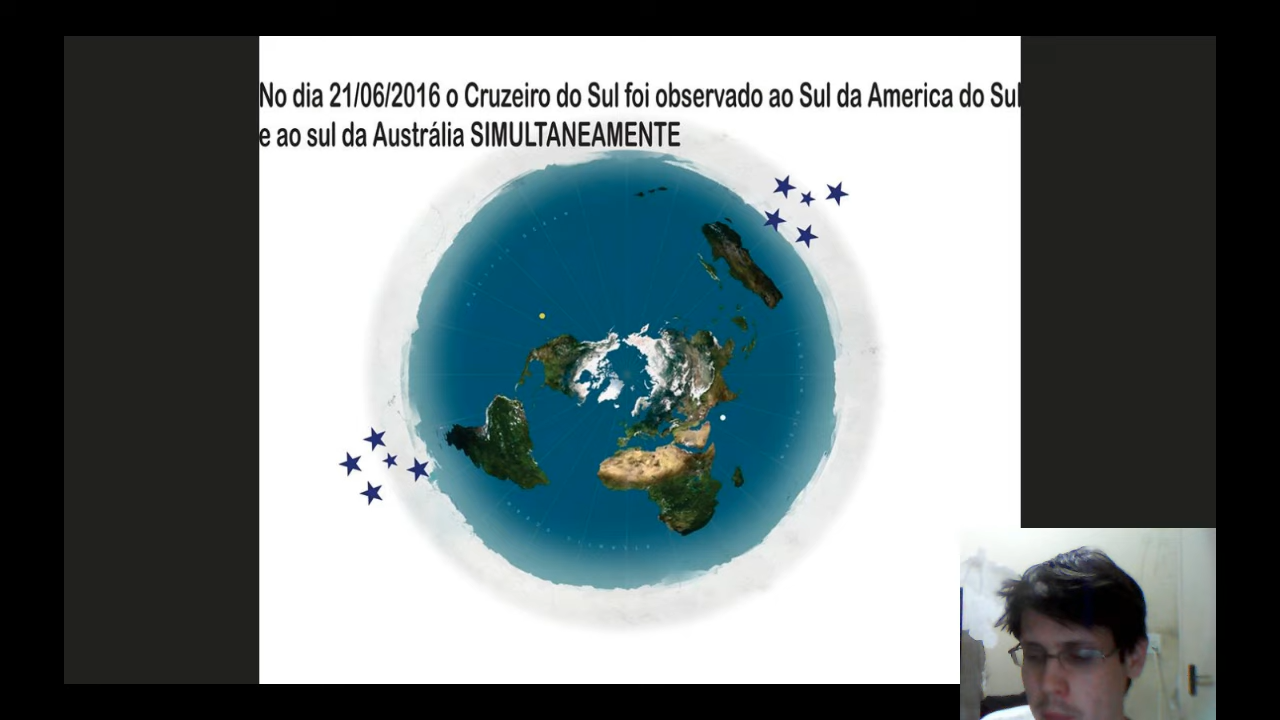 No dia 21/06/2016 o Cruzeiro do Sul foi observado ao Sul da America do Sul
e ao sul da Austrália SIMULTANEAMENTE